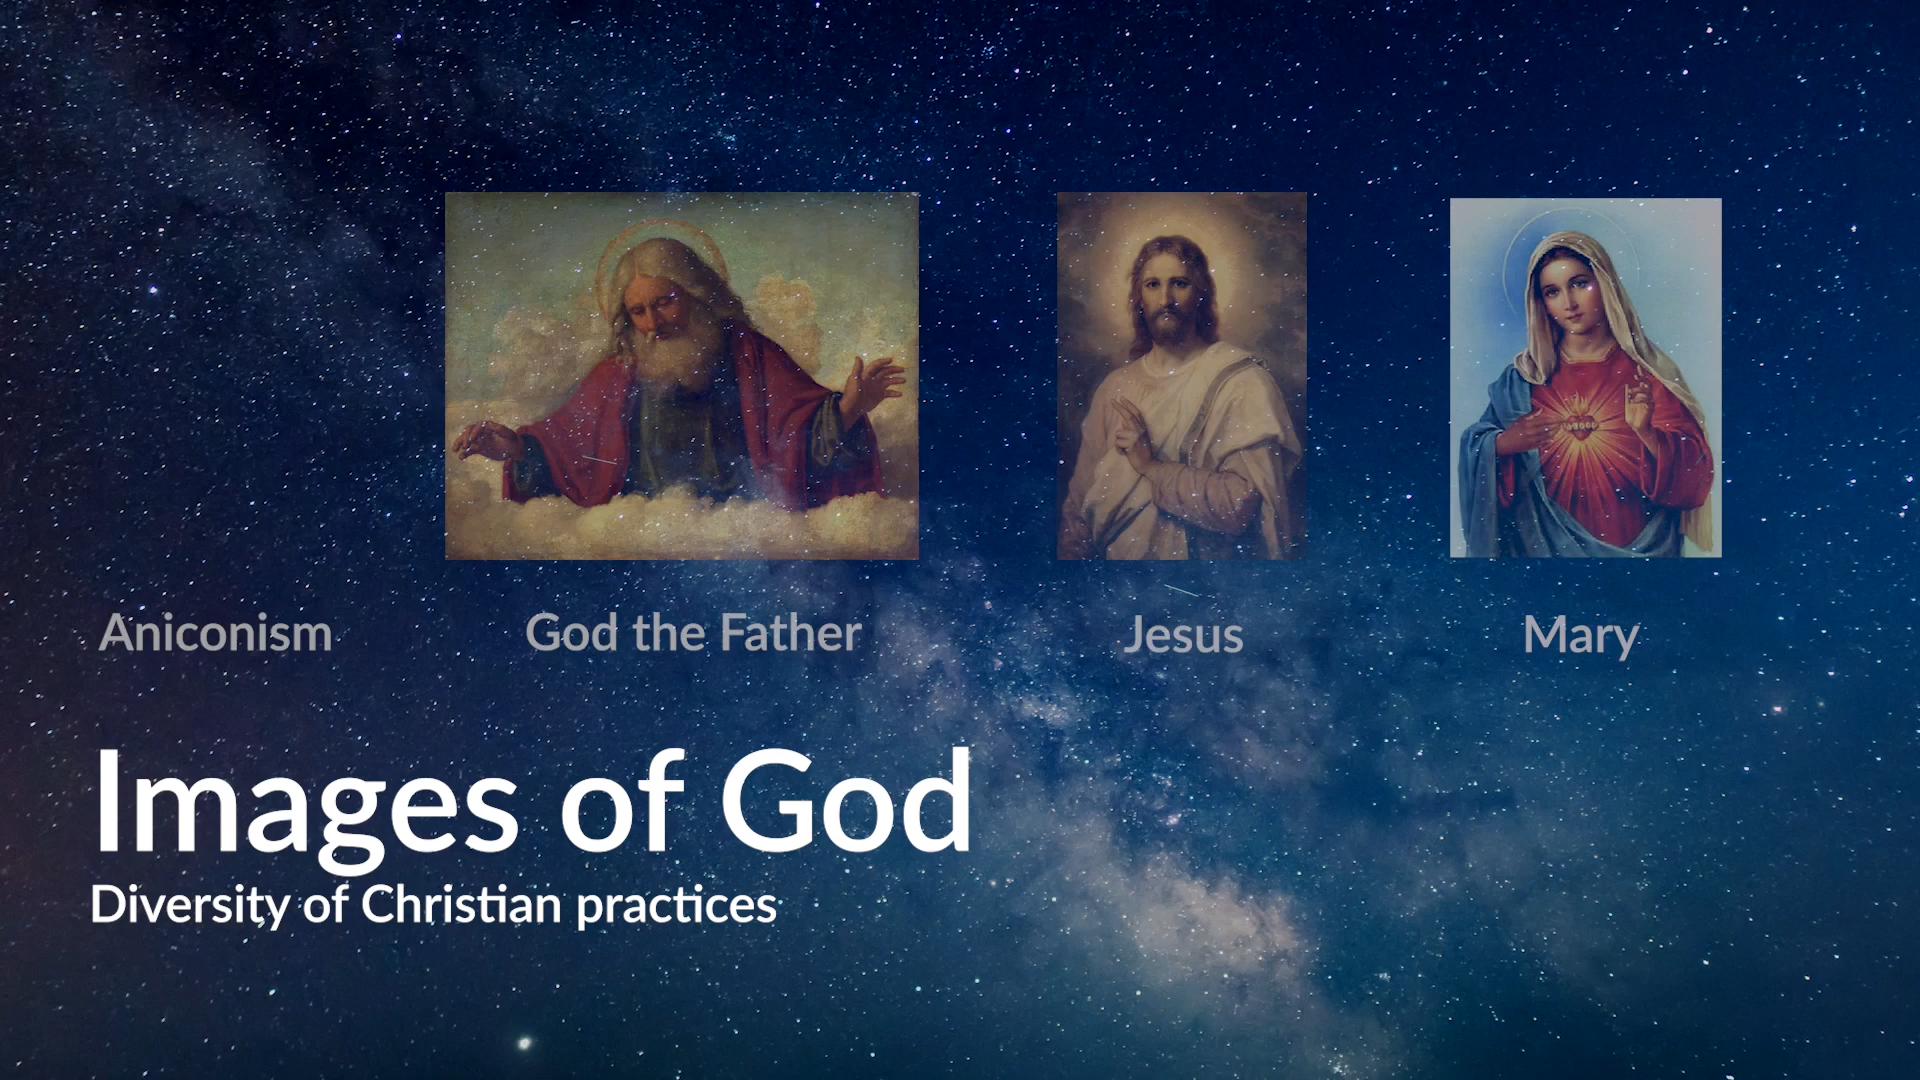 Aniconism
God the Father
Jesus
Mary
Images of God
Diversity of Christian practices